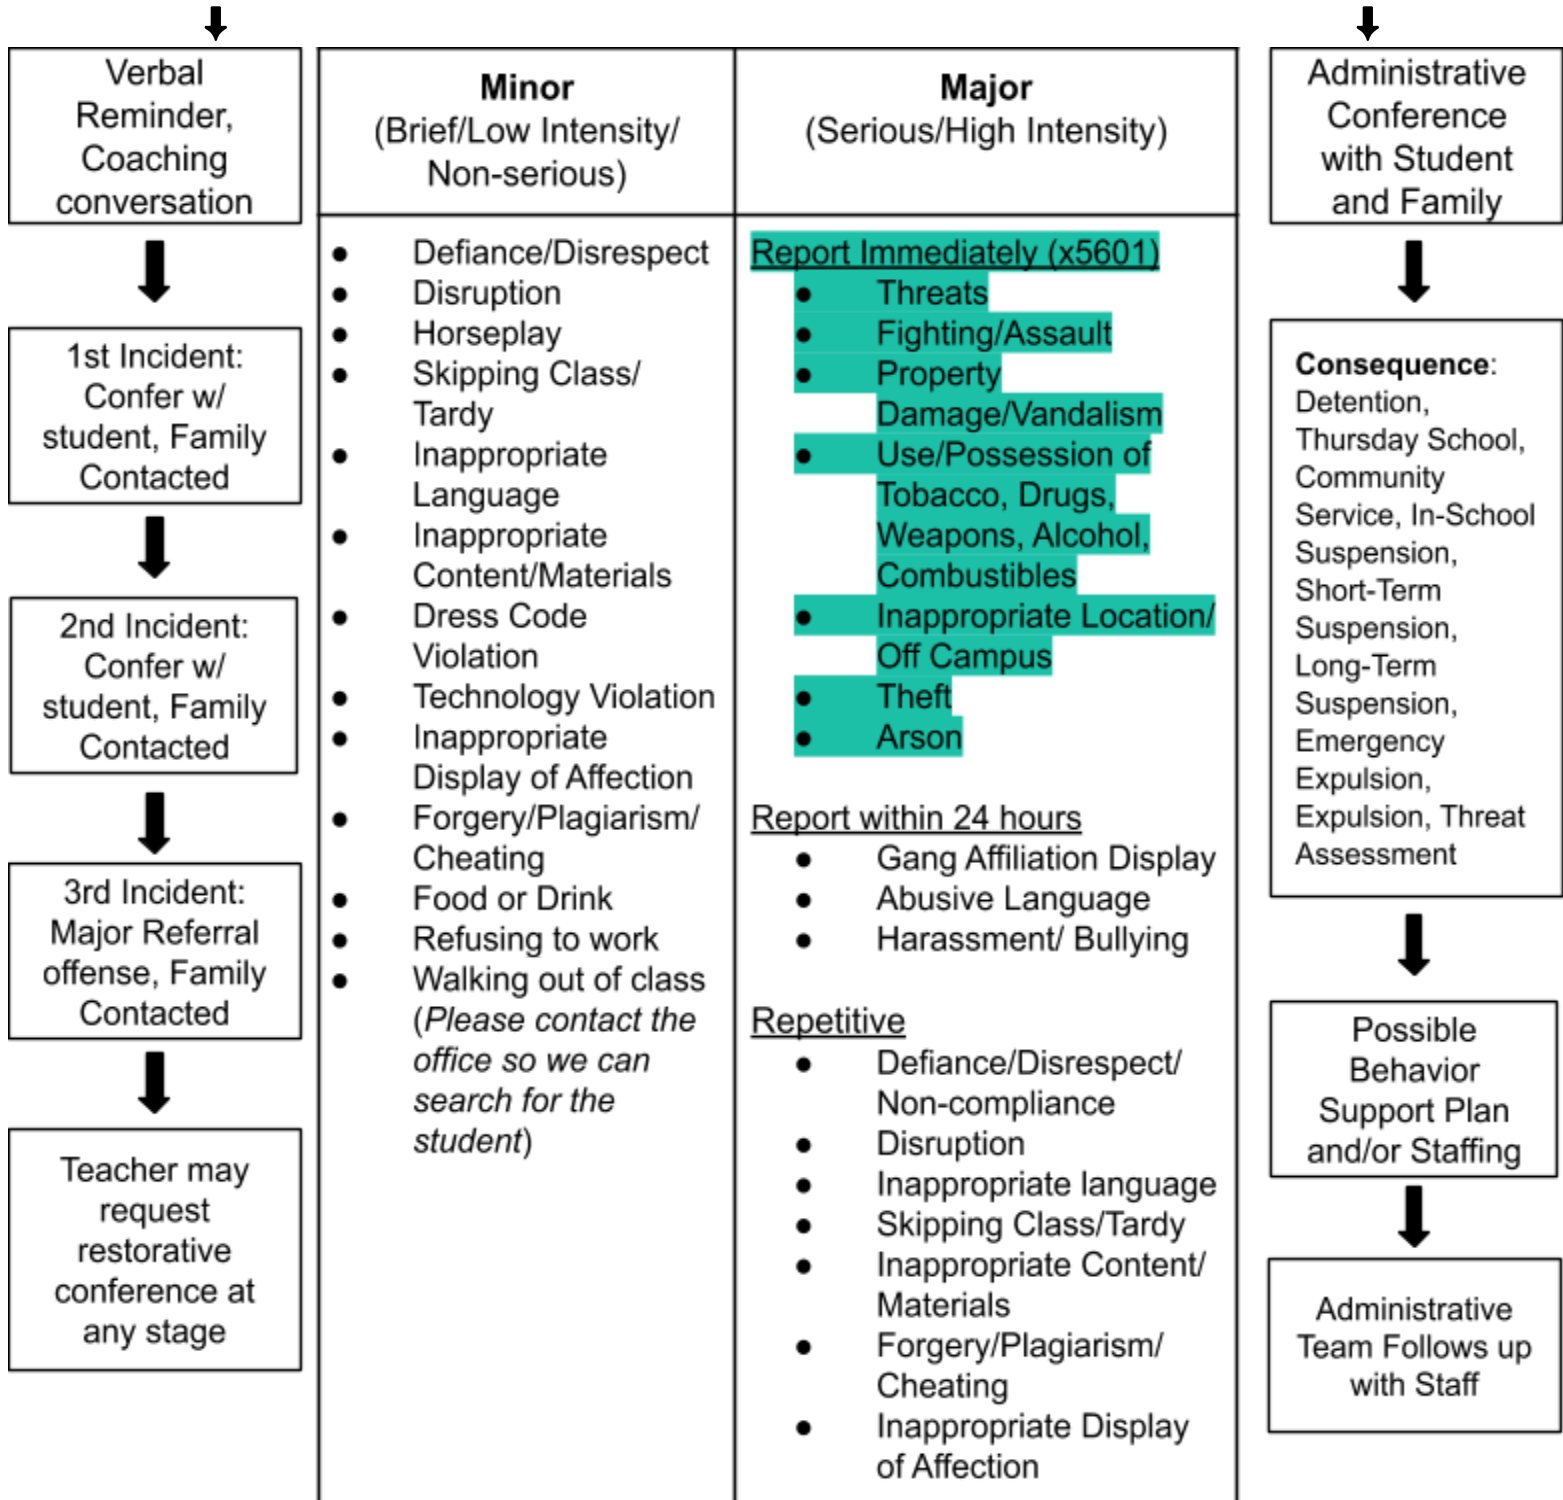 Verbal
Reminder,
Coaching
conversation
1st Incident:
Confer w/
student, Family
Contacted
2nd Incident:
Confer w/
student, Family
Contacted
3rd Incident:
Major Referral
offense, Family
Contacted
Teacher may
request
restorative
conference at
any stage
Minor
(Brief/Low Intensity/
Non-serious)
● Defiance/Disrespect
● Disruption
● Horseplay
● Skipping Class/
Tardy
● Inappropriate
Language
● Inappropriate
Content/Materials
● Dress Code
Violation
● Technology Violation
● Inappropriate
Display of Affection
● Forgery/Plagiarism/
Cheating
● Food or Drink
● Refusing to work
● Walking out of class
(Please contact the
office so we can
search for the
student)
Major
(Serious/High Intensity)
Report Immediately (x5601)
● Threats
● Fighting/Assault
● Property
Damage/Vandalism
● Use/Possession of
Tobacco, Drugs,
Weapons, Alcohol,
Combustibles
● Inappropriate Location/
Off Campus
● Theft
● Arson
Report within 24 hours
● Gang Affiliation Display
● Abusive Language
● Harassment/ Bullying
Repetitive
● Defiance/Disrespect/
Non-compliance
● Disruption
● Inappropriate language
● Skipping Class/Tardy
● Inappropriate Content/
Materials
● Forgery/Plagiarism/
Cheating
● Inappropriate Display
of Affection
Administrative
Conference
with Student
and Family
Consequence:
Detention,
Thursday School,
Community
Service, In-School
Suspension,
Short-Term
Suspension,
Long-Term
Suspension,
Emergency
Expulsion,
Expulsion, Threat
Assessment
Possible
Behavior
Support Plan
and/or Staffing
Administrative
Team Follows up
with Staff